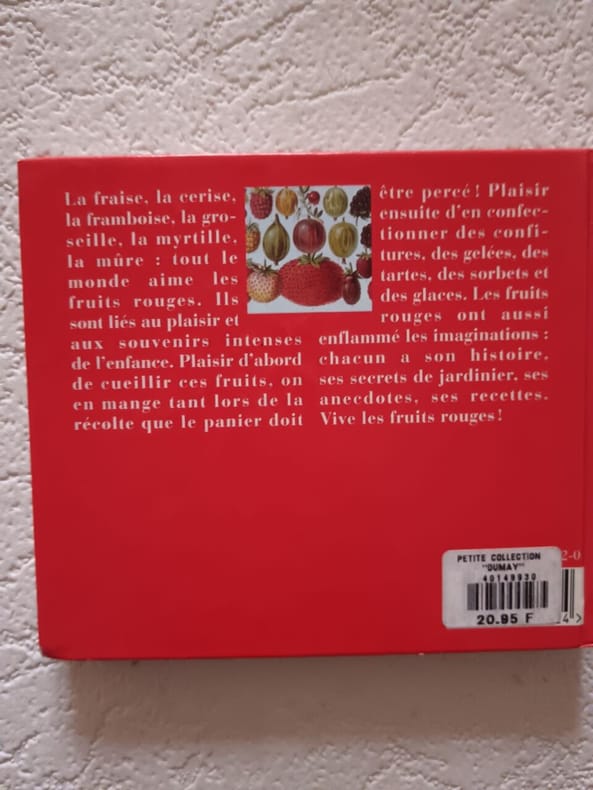 La fraise, la cerise,
la framboise, la gro-
seille, la myrtille,
la mûre : tout le
monde aime les
fruits rouges. Ils
sont liés au plaisir et
aux souvenirs intenses
de l'enfance. Plaisir d'abord
de cueillir ces fruits, on
en mange tant lors de la
récolte que le panier doit
être percé ! Plaisir
ensuite d'en confec-
tionner des confi-
tures, des gelées, des
tartes, des sorbets et
des glaces. Les fruits
rouges ont aussi
enflammé les imaginations :
chacun a son histoire,
ses secrets de jardinier, ses
anecdotes, ses recettes.
Vive les fruits rouges !
2-0
PETITE COLLECTION
"DUMAY"
40149930
20.95 F
4>